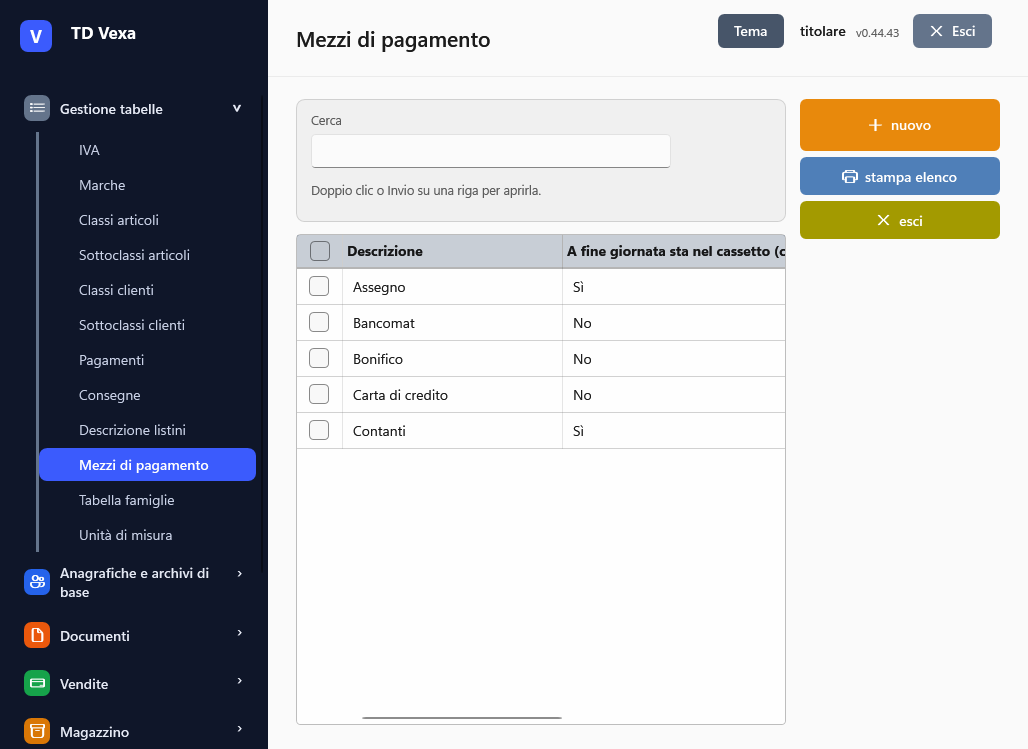 V
TD Vexa
Gestione tabelle
IVA
Marche
Classi articoli
Sottoclassi articoli
Classi clienti
Sottoclassi clienti
Pagamenti
Consegne
Descrizione listini
Mezzi di pagamento
Tabella famiglie
Unità di misura
Anagrafiche e archivi di
base
Documenti
Vendite
Magazzino
Mezzi di pagamento
Tema
titolare v0.44.43
Esci
Cerca
Doppio clic o Invio su una riga per aprirla.
Descrizione A fine giornata sta nel cassetto (c
Assegno Sì
Bancomat No
Bonifico No
Carta di credito No
Contanti Sì
nuovo
stampa elenco
esci